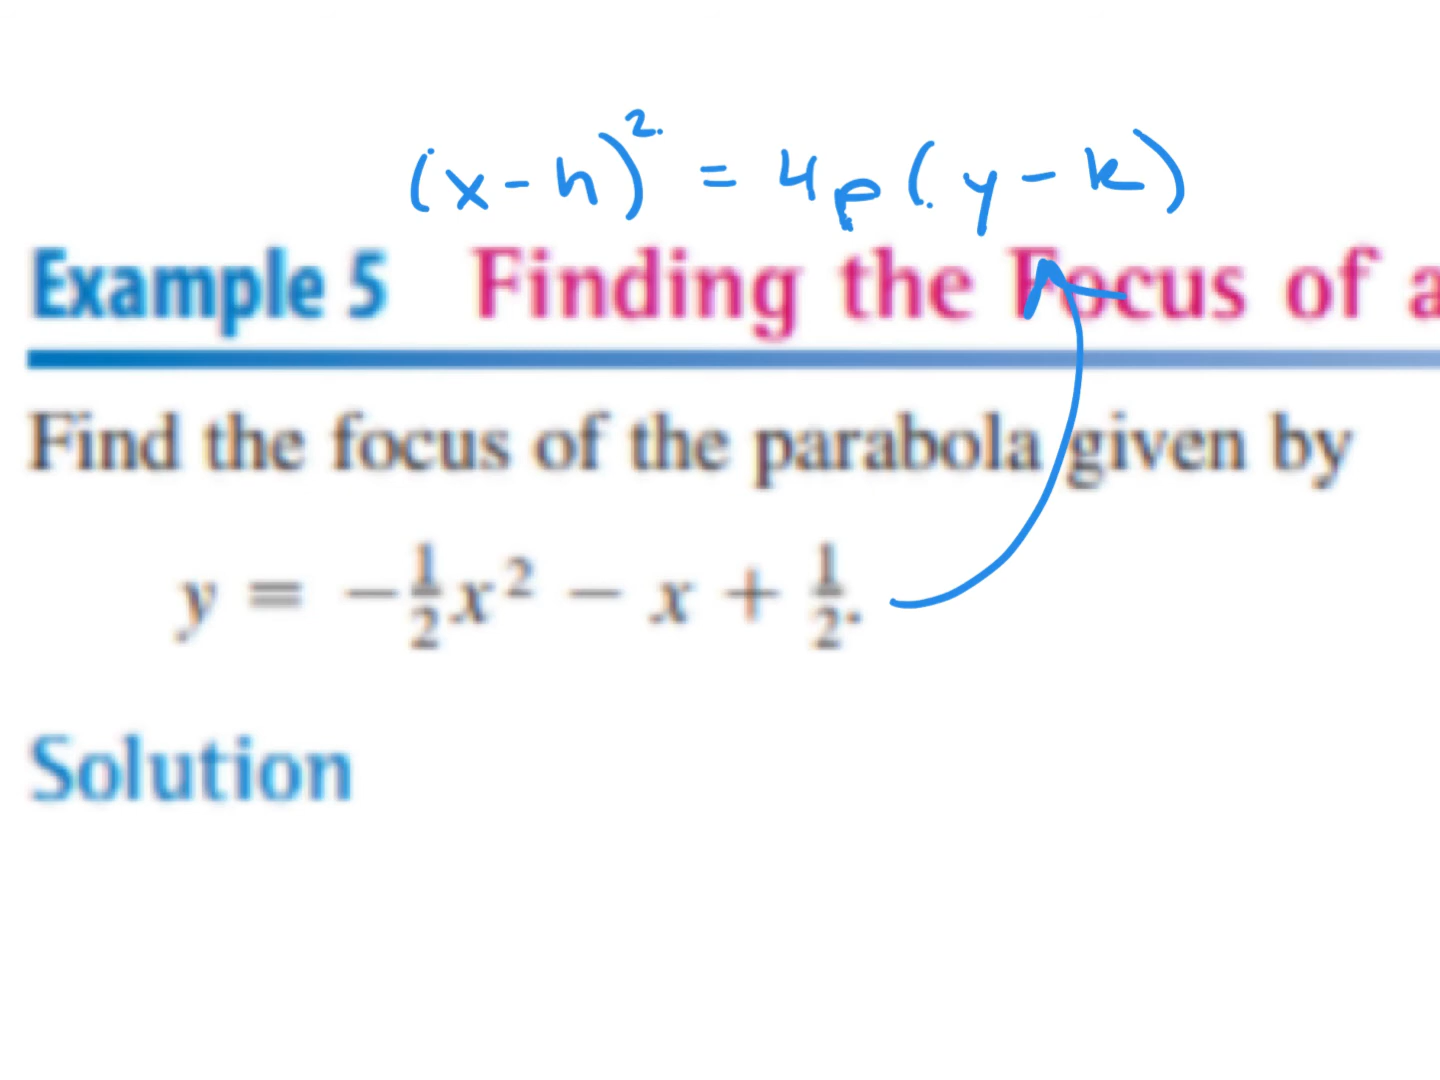 (x-h)² = 4p(y-k)
Example 5 Finding the Focus of a
Find the focus of the parabola given by
y = -½x² - x + ½.
Solution